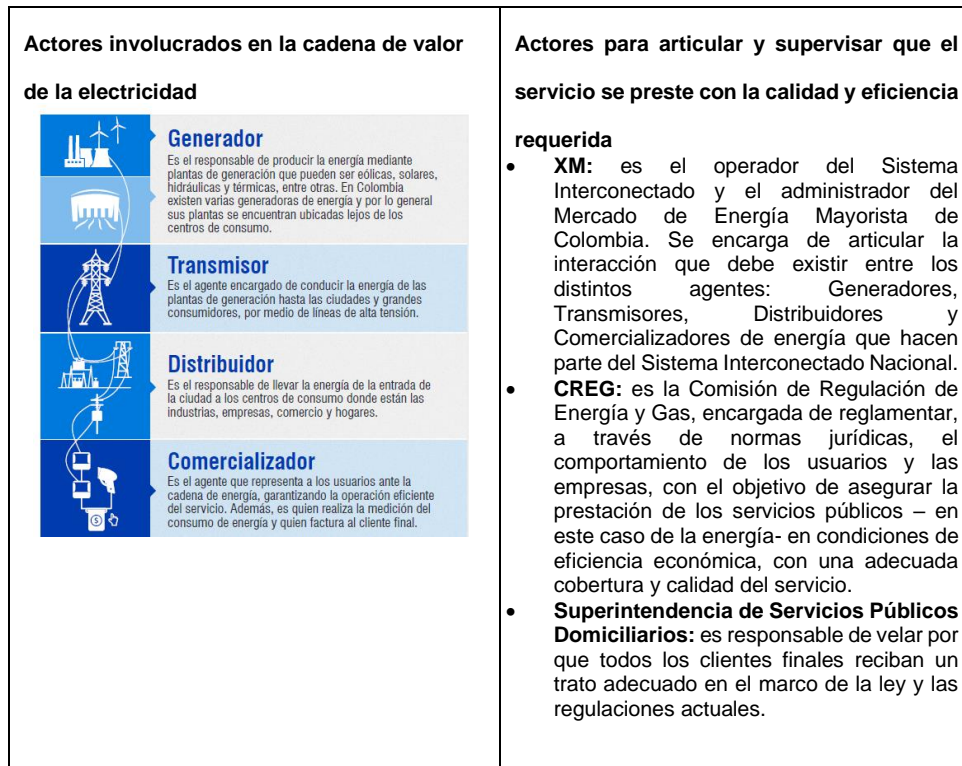 Actores involucrados en la cadena de valor
de la electricidad
Generador
Es el responsable de producir la energía mediante
plantas de generación que pueden ser eólicas, solares,
hidráulicas y térmicas, entre otras. En Colombia
existen varias generadoras de energía y por lo general
sus plantas se encuentran ubicadas lejos de los
centros de consumo.
Transmisor
Es el agente encargado de conducir la energía de las
plantas de generación hasta las ciudades y grandes
consumidores, por medio de líneas de alta tensión.
Distribuidor
Es el responsable de llevar la energía de la entrada de
la ciudad a los centros de consumo donde están las
industrias, empresas, comercio y hogares.
Comercializador
Es el agente que representa a los usuarios ante la
cadena de energía, garantizando la operación eficiente
del servicio. Además, es quien realiza la medición del
consumo de energía y quien factura al cliente final.
$
Actores para articular y supervisar que el
servicio se preste con la calidad y eficiencia
requerida
• XM: es el operador del Sistema
Interconectado y el administrador del
Mercado de Energía Mayorista de
Colombia. Se encarga de articular la
interacción que debe existir entre los
distintos agentes: Generadores,
Transmisores, Distribuidores y
Comercializadores de energía que hacen
parte del Sistema Interconectado Nacional.
• CREG: es la Comisión de Regulación de
Energía y Gas, encargada de reglamentar,
a través de normas jurídicas, el
comportamiento de los usuarios y las
empresas, con el objetivo de asegurar la
prestación de los servicios públicos – en
este caso de la energía- en condiciones de
eficiencia económica, con una adecuada
cobertura y calidad del servicio.
• Superintendencia de Servicios Públicos
Domiciliarios: es responsable de velar por
que todos los clientes finales reciban un
trato adecuado en el marco de la ley y las
regulaciones actuales.